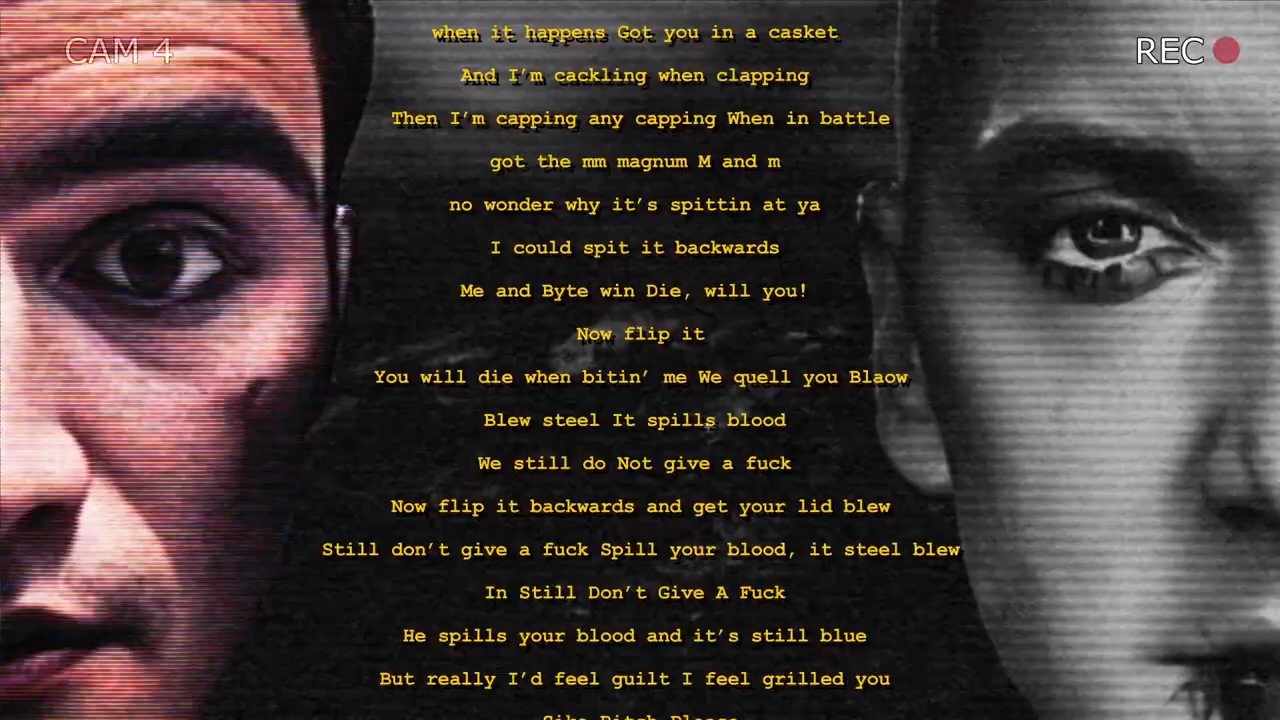 CAM 4
REC
when it happens Got you in a casket
And I'm cackling when clapping
Then I'm capping any capping When in battle
got the mm magnum M and m
no wonder why it's spittin at ya
I could spit it backwards
Me and Byte win Die, will you!
Now flip it
You will die when bitin' me We quell you Blaow
Blew steel It spills blood
We still do Not give a fuck
Now flip it backwards and get your lid blew
Still don't give a fuck Spill your blood, it steel blew
In Still Don't Give A Fuck
He spills your blood and it's still blue
But really I'd feel guilt I feel grilled you
Sike Bitch Please